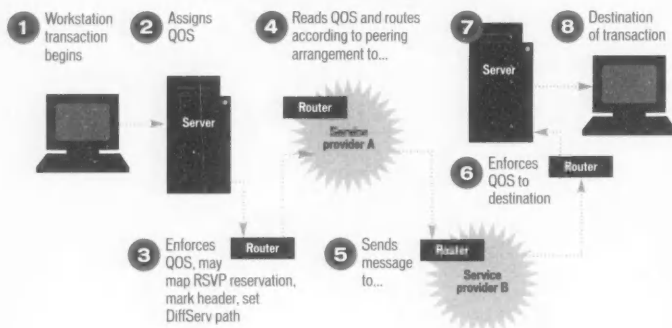 1 Workstation
transaction
begins
2 Assigns
QOS
Server
3 Enforces
QOS, may
map RSVP reservation,
mark header, set
DiffServ path
Router
4 Reads QOS and routes
according to peering
arrangement to...
Router
Service
provider A
5 Sends
message
to...
Router
Service
provider B
6 Enforces
QOS to
destination
Router
7
Server
8 Destination
of transaction